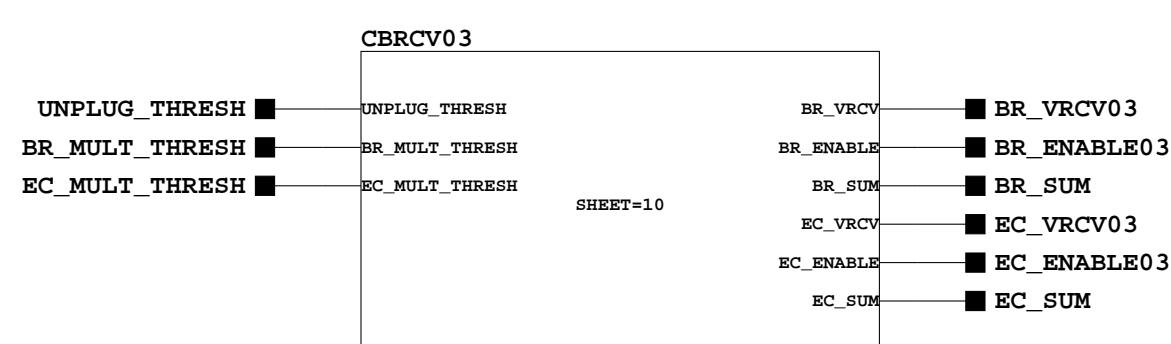 CBRCV03
UNPLUG_THRESH UNPLUG_THRESH BR_VRCV BR_VRCV03
BR_MULT_THRESH BR_MULT_THRESH BR_ENABLE BR_ENABLE03
EC_MULT_THRESH EC_MULT_THRESH BR_SUM BR_SUM
SHEET=10
EC_VRCV EC_VRCV03
EC_ENABLE EC_ENABLE03
EC_SUM EC_SUM